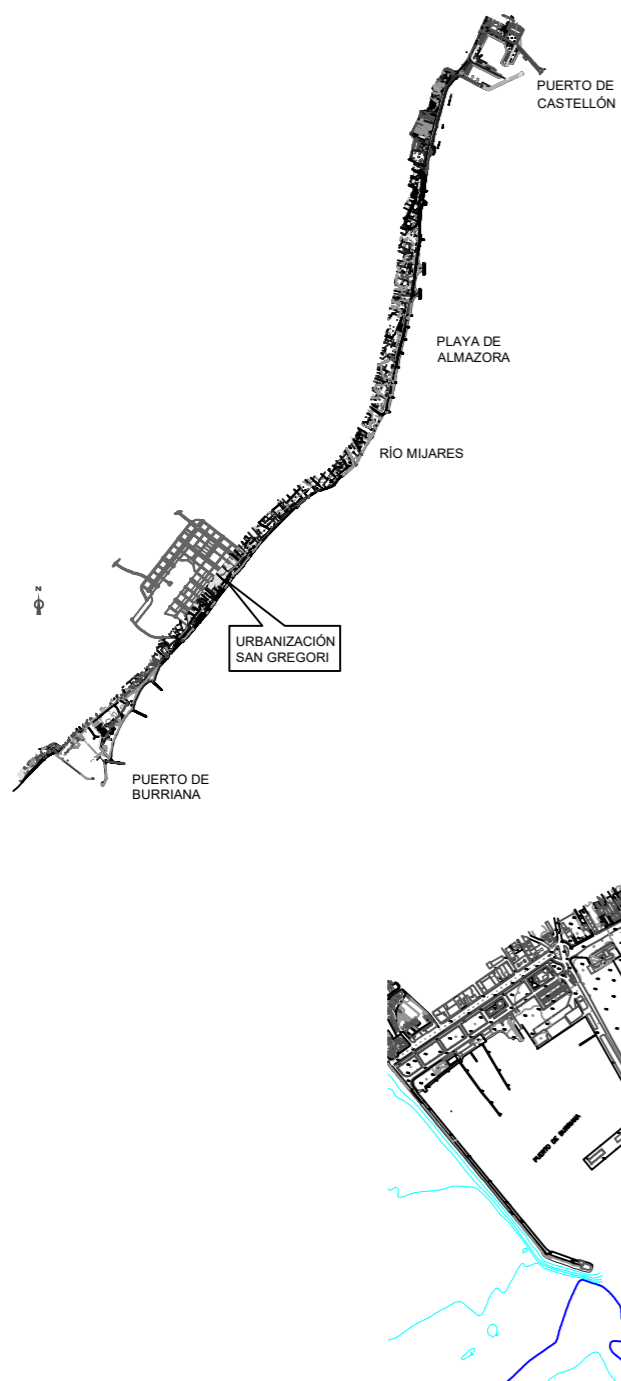 PUERTO DE
CASTELLÓN
PLAYA DE
ALMAZORA
RÍO MIJARES
N
URBANIZACIÓN
SAN GREGORI
PUERTO DE
BURRIANA
PUERTO DE BURRIANA